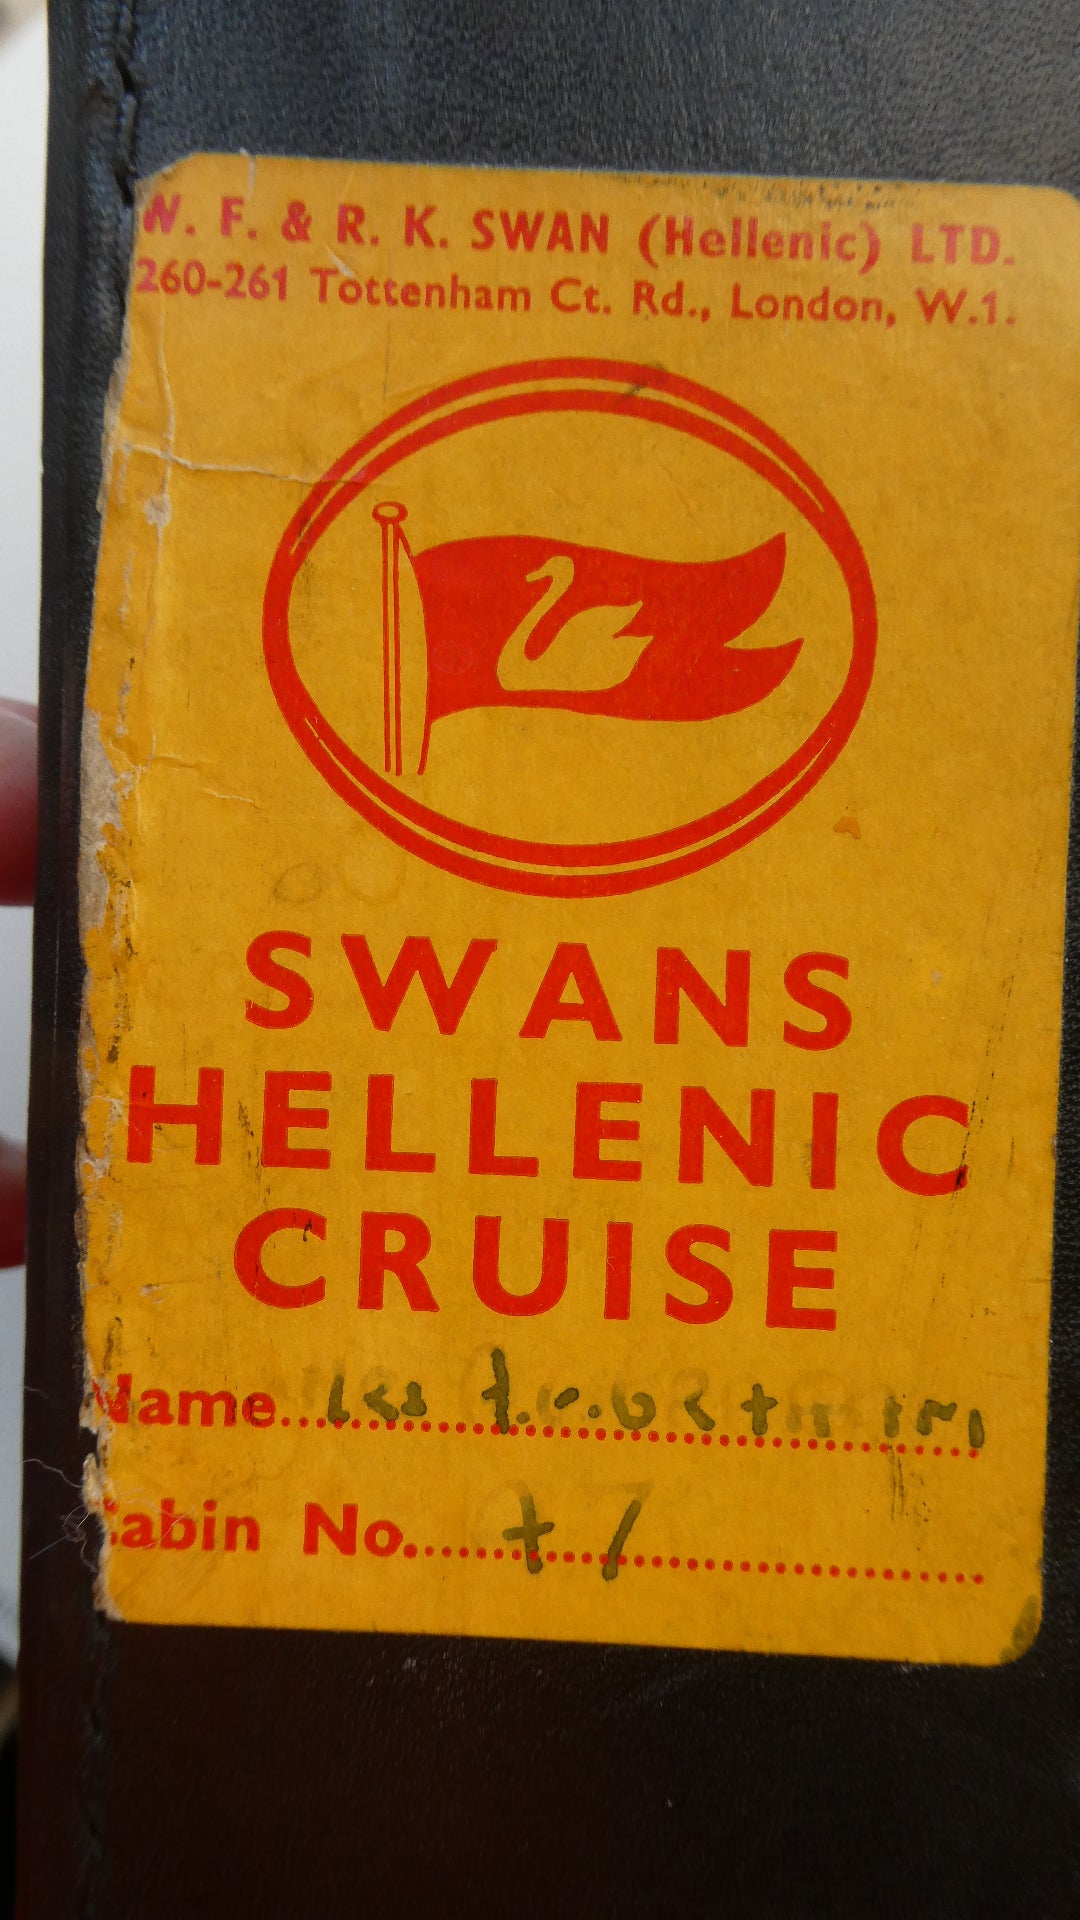 W. F. & R. K. SWAN (Hellenic) LTD.
260-261 Tottenham Ct. Rd., London, W.1.
SWANS
HELLENIC
CRUISE
Name
Cabin No.